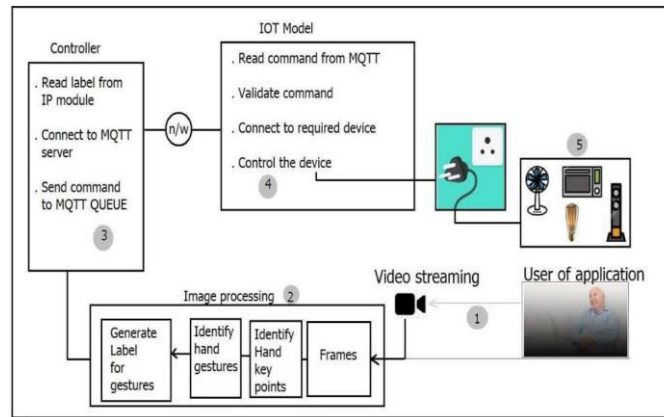 IOT Model
Controller
. Read label from
IP module
. Connect to MQTT
server
. Send command
to MQTT QUEUE
3
n/w
. Read command from MQTT
. Validate command
. Connect to required device
. Control the device
4
5
Video streaming
User of application
1
Image processing
2
Generate
Label
for
gestures
Identify
hand
gestures
Identify
Hand
key
points
Frames